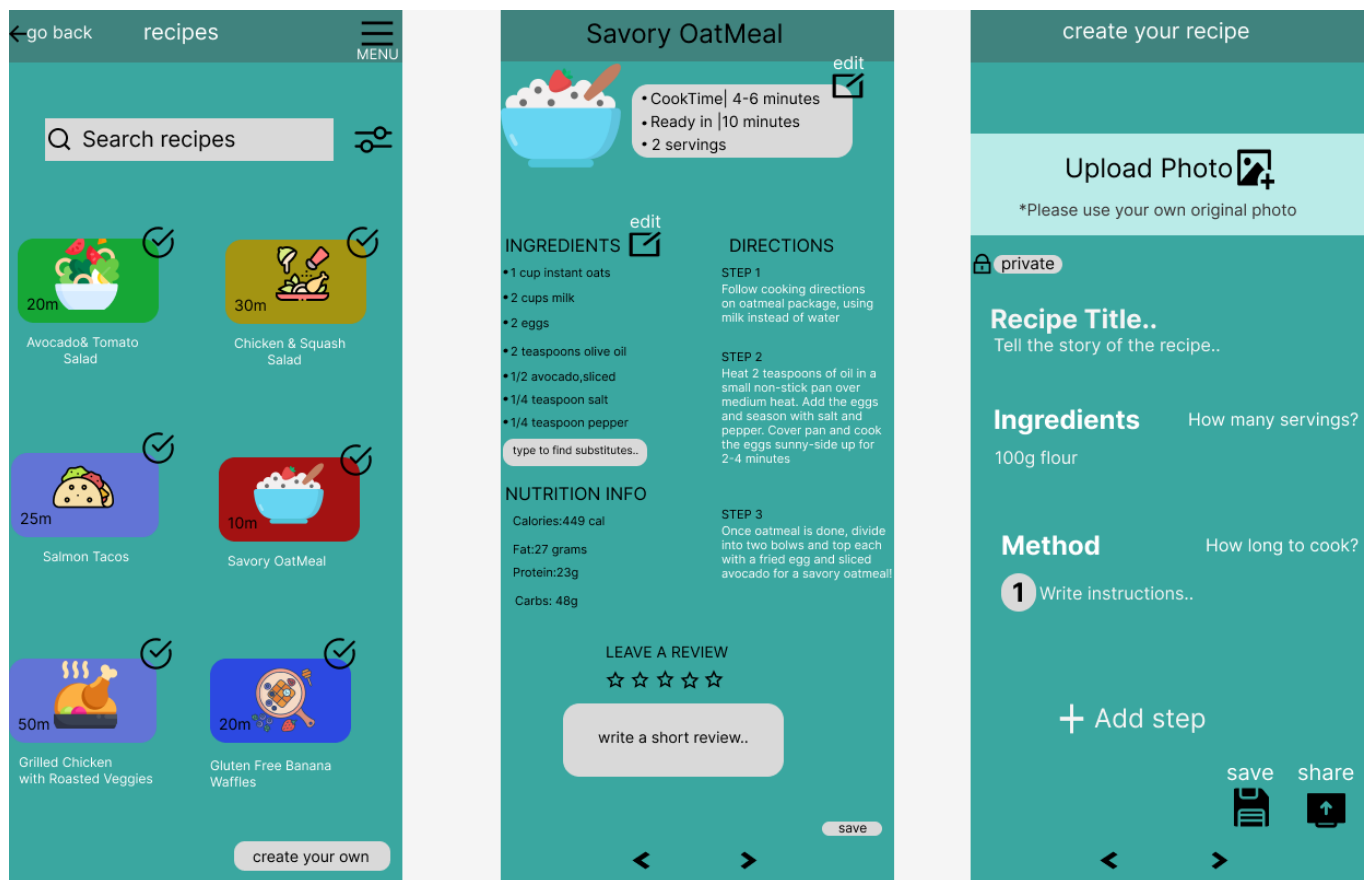 go back
recipes
MENU
Search recipes
20m
30m
Avocado& Tomato
Salad
Chicken & Squash
Salad
25m
10m
Salmon Tacos
Savory OatMeal
50m
20m
Grilled Chicken
with Roasted Veggies
Gluten Free Banana
Waffles
create your own
Savory OatMeal
edit
• CookTime| 4-6 minutes
• Ready in |10 minutes
• 2 servings
edit
INGREDIENTS
• 1 cup instant oats
• 2 cups milk
• 2 eggs
• 2 teaspoons olive oil
• 1/2 avocado,sliced
• 1/4 teaspoon salt
• 1/4 teaspoon pepper
type to find substitutes..
NUTRITION INFO
Calories:449 cal
Fat:27 grams
Protein:23g
Carbs: 48g
DIRECTIONS
STEP 1
Follow cooking directions
on oatmeal package, using
milk instead of water
STEP 2
Heat 2 teaspoons of oil in a
small non-stick pan over
medium heat. Add the eggs
and season with salt and
pepper. Cover pan and cook
the eggs sunny-side up for
2-4 minutes
STEP 3
Once oatmeal is done, divide
into two bolws and top each
with a fried egg and sliced
avocado for a savory oatmeal!
LEAVE A REVIEW
write a short review..
save
create your recipe
Upload Photo
*Please use your own original photo
private
Recipe Title..
Tell the story of the recipe..
Ingredients
How many servings?
100g flour
Method
How long to cook?
1 Write instructions..
+ Add step
save
share